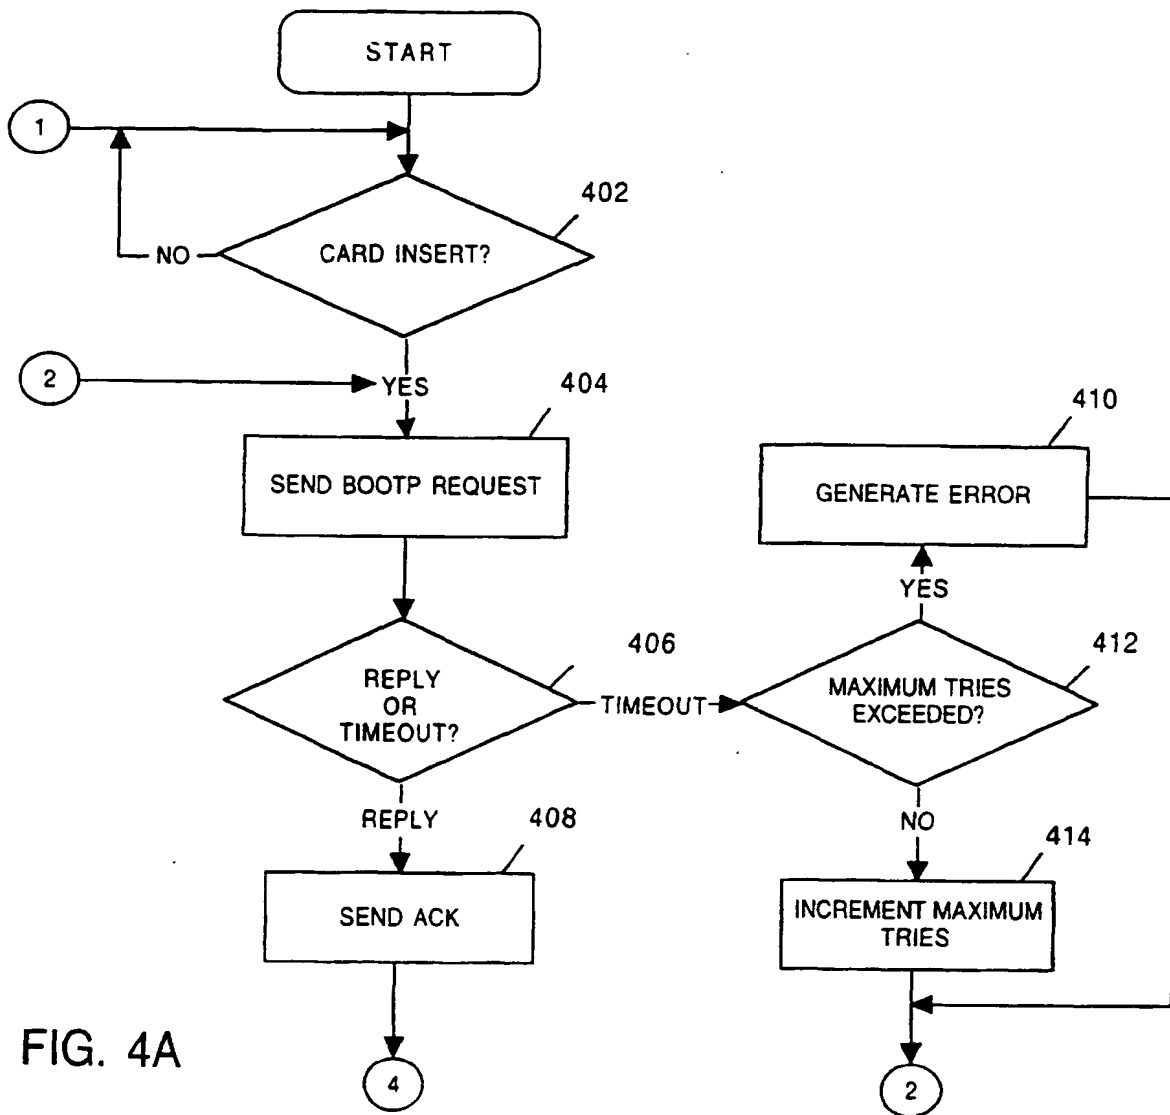 START
1
402
CARD INSERT?
NO
2
YES
404
SEND BOOTP REQUEST
410
GENERATE ERROR
YES
406
REPLY
OR
TIMEOUT?
TIMEOUT
412
MAXIMUM TRIES
EXCEEDED?
REPLY
408
NO
414
SEND ACK
INCREMENT MAXIMUM
TRIES
FIG. 4A
4
2